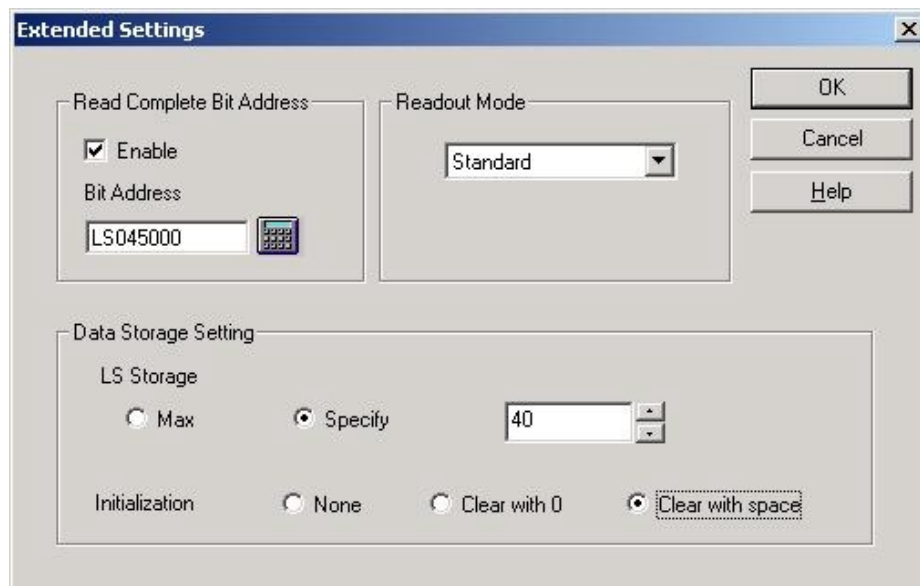 Extended Settings
Read Complete Bit Address
Enable
Bit Address
LS045000
Readout Mode
Standard
OK
Cancel
Help
Data Storage Setting
LS Storage
Max Specify 40
Initialization None Clear with 0 Clear with space